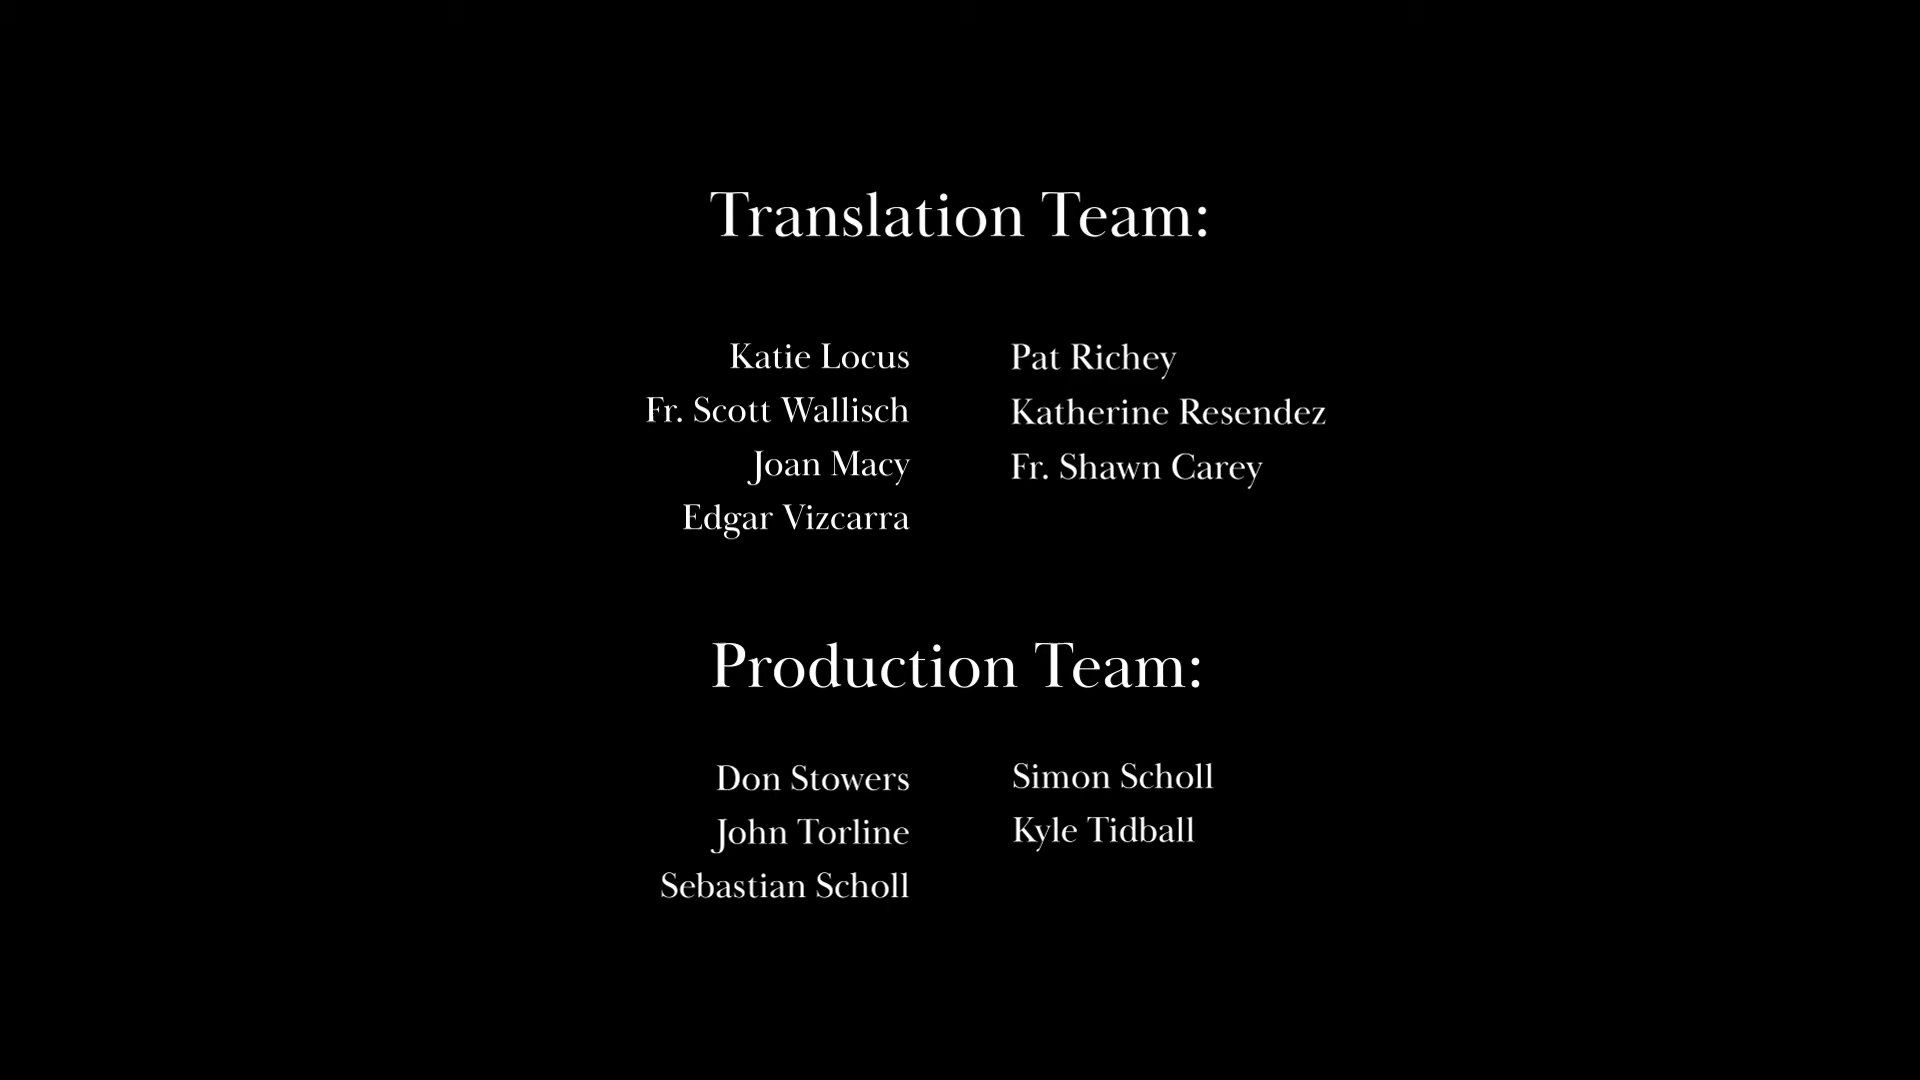 Translation Team:
Katie Locus
Fr. Scott Wallisch
Joan Macy
Edgar Vizcarra
Pat Richey
Katherine Resendez
Fr. Shawn Carey
Production Team:
Don Stowers
John Torline
Sebastian Scholl
Simon Scholl
Kyle Tidball